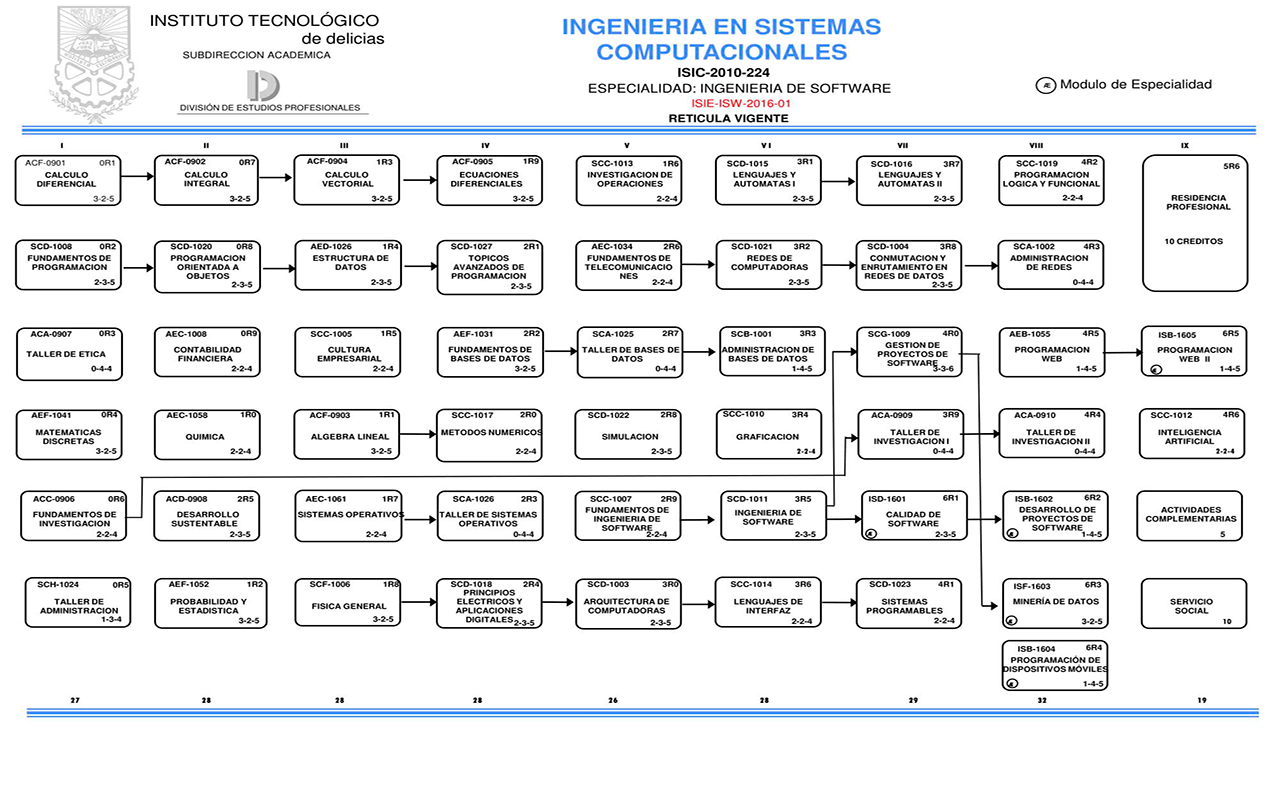 INSTITUTO TECNOLÓGICO
de delicias
SUBDIRECCION ACADEMICA
DIVISIÓN DE ESTUDIOS PROFESIONALES
INGENIERIA EN SISTEMAS
COMPUTACIONALES
ISIC-2010-224
ESPECIALIDAD: INGENIERIA DE SOFTWARE
ISIE-ISW-2016-01
RETICULA VIGENTE
Æ Modulo de Especialidad
I II III IV V VI VII VIII IX
ACF-0901 0R1
CALCULO
DIFERENCIAL
3-2-5
ACF-0902 0R7
CALCULO
INTEGRAL
3-2-5
ACF-0904 1R3
CALCULO
VECTORIAL
3-2-5
ACF-0905 1R9
ECUACIONES
DIFERENCIALES
3-2-5
SCC-1013 1R6
INVESTIGACION DE
OPERACIONES
2-2-4
SCD-1015 3R1
LENGUAJES Y
AUTOMATAS I
2-3-5
SCD-1016 3R7
LENGUAJES Y
AUTOMATAS II
2-3-5
SCC-1019 4R2
PROGRAMACION
LOGICA Y FUNCIONAL
2-2-4
5R6
RESIDENCIA
PROFESIONAL
10 CREDITOS
SCD-1008 0R2
FUNDAMENTOS DE
PROGRAMACION
2-3-5
SCD-1020 0R8
PROGRAMACION
ORIENTADA A
OBJETOS
2-3-5
AED-1026 1R4
ESTRUCTURA DE
DATOS
2-3-5
SCD-1027 2R1
TOPICOS
AVANZADOS DE
PROGRAMACION
2-3-5
AEC-1034 2R6
FUNDAMENTOS DE
TELECOMUNICACIO
NES
2-2-4
SCD-1021 3R2
REDES DE
COMPUTADORAS
2-3-5
SCD-1004 3R8
CONMUTACION Y
ENRUTAMIENTO EN
REDES DE DATOS
2-3-5
SCA-1002 4R3
ADMINISTRACION
DE REDES
0-4-4
ACA-0907 0R3
TALLER DE ETICA
0-4-4
AEC-1008 0R9
CONTABILIDAD
FINANCIERA
2-2-4
SCC-1005 1R5
CULTURA
EMPRESARIAL
2-2-4
AEF-1031 2R2
FUNDAMENTOS DE
BASES DE DATOS
3-2-5
SCA-1025 2R7
TALLER DE BASES DE
DATOS
0-4-4
SCB-1001 3R3
ADMINISTRACION DE
BASES DE DATOS
1-4-5
SCG-1009 4R0
GESTION DE
PROYECTOS DE
SOFTWARE
3-3-6
AEB-1055 4R5
PROGRAMACION
WEB
1-4-5
ISB-1605 6R5
PROGRAMACION
WEB II
Æ 1-4-5
AEF-1041 0R4
MATEMATICAS
DISCRETAS
3-2-5
AEC-1058 1R0
QUIMICA
2-2-4
ACF-0903 1R1
ALGEBRA LINEAL
3-2-5
SCC-1017 2R0
METODOS NUMERICOS
2-2-4
SCD-1022 2R8
SIMULACION
2-3-5
SCC-1010 3R4
GRAFICACION
2-2-4
ACA-0909 3R9
TALLER DE
INVESTIGACION I
0-4-4
ACA-0910 4R4
TALLER DE
INVESTIGACION II
0-4-4
SCC-1012 4R6
INTELIGENCIA
ARTIFICIAL
2-2-4
ACC-0906 0R6
FUNDAMENTOS DE
INVESTIGACION
2-2-4
ACD-0908 2R5
DESARROLLO
SUSTENTABLE
2-3-5
AEC-1061 1R7
SISTEMAS OPERATIVOS
2-2-4
SCA-1026 2R3
TALLER DE SISTEMAS
OPERATIVOS
0-4-4
SCC-1007 2R9
FUNDAMENTOS DE
INGENIERIA DE
SOFTWARE
2-2-4
SCD-1011 3R5
INGENIERIA DE
SOFTWARE
2-3-5
ISD-1601 6R1
CALIDAD DE
SOFTWARE
Æ 2-3-5
ISB-1602 6R2
DESARROLLO DE
PROYECTOS DE
SOFTWARE
Æ 1-4-5
ACTIVIDADES
COMPLEMENTARIAS
5
SCH-1024 0R5
TALLER DE
ADMINISTRACION
1-3-4
AEF-1052 1R2
PROBABILIDAD Y
ESTADISTICA
3-2-5
SCF-1006 1R8
FISICA GENERAL
3-2-5
SCD-1018 2R4
PRINCIPIOS
ELECTRICOS Y
APLICACIONES
DIGITALES
2-3-5
SCD-1003 3R0
ARQUITECTURA DE
COMPUTADORAS
2-3-5
SCC-1014 3R6
LENGUAJES DE
INTERFAZ
2-2-4
SCD-1023 4R1
SISTEMAS
PROGRAMABLES
2-2-4
ISF-1603 6R3
MINERÍA DE DATOS
Æ 3-2-5
SERVICIO
SOCIAL
10
ISB-1604 6R4
PROGRAMACIÓN DE
DISPOSITIVOS MÓVILES
Æ 1-4-5
27 28 28 28 26 28 29 32 19